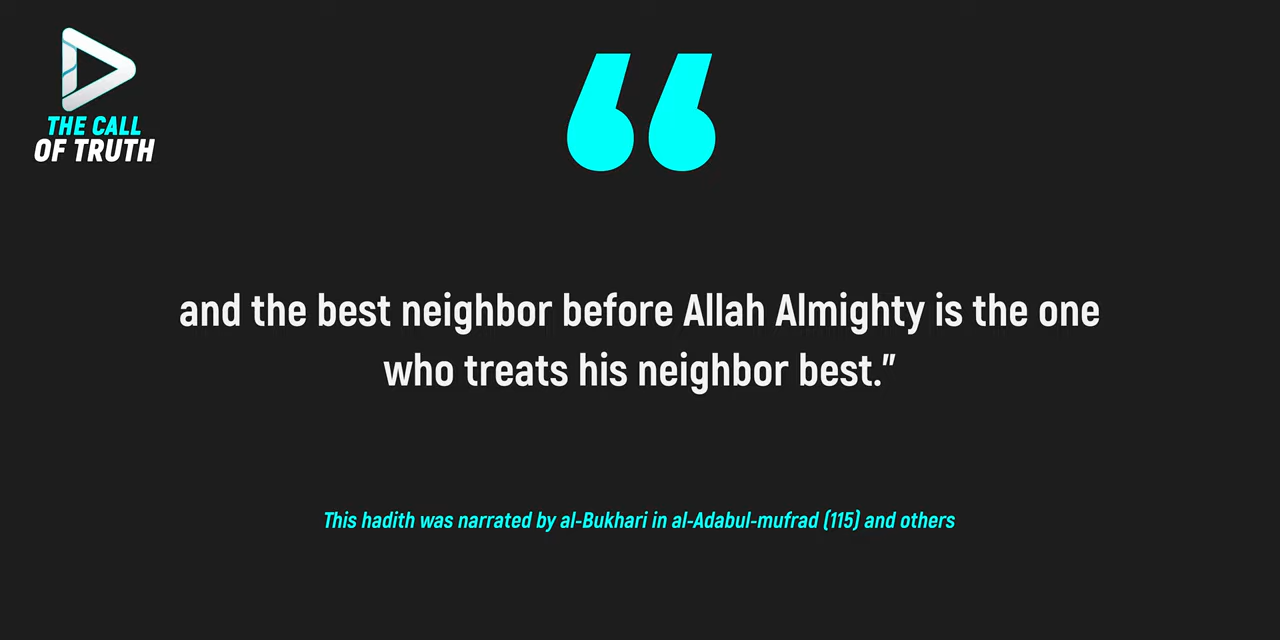 THE CALL
OF TRUTH
“
and the best neighbor before Allah Almighty is the one
who treats his neighbor best.”
This hadith was narrated by al-Bukhari in al-Adabul-mufrad (115) and others